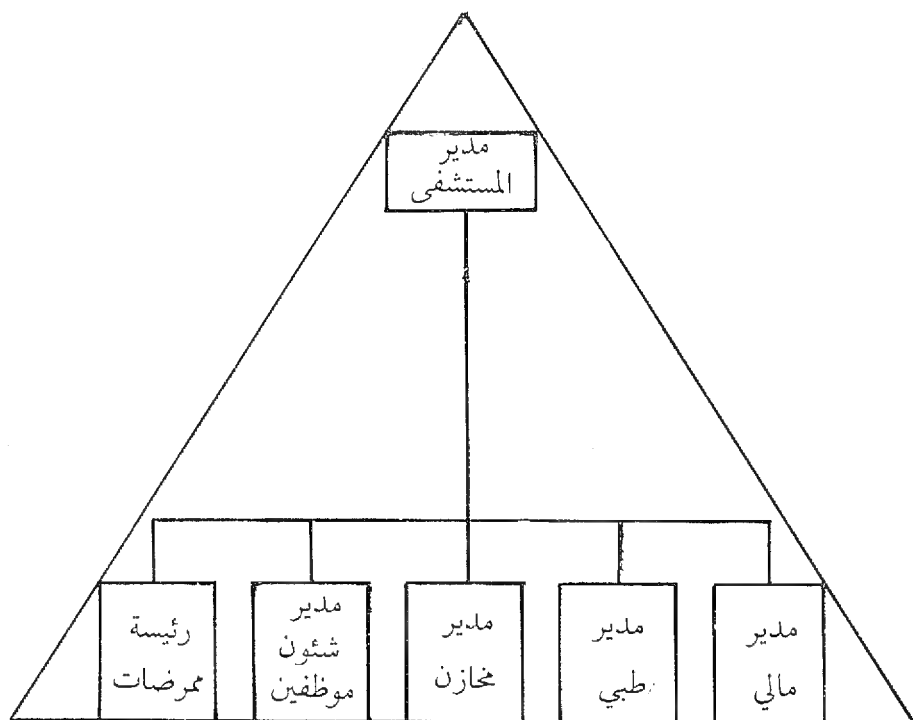 مدير
المستشفى
مدير
مالي
مدير
طبي
مدير
مخازن
مدير
شئون
موظفين
رئيسة
ممرضات